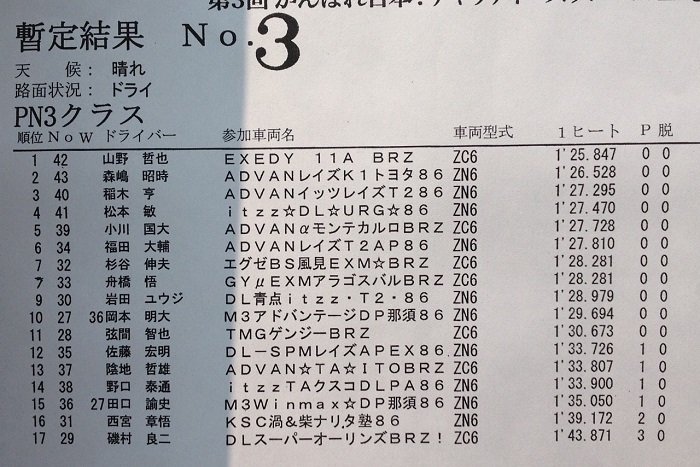 第3回 がんばれ日本!
暫定結果 No.3
天 候: 晴れ
路面状況: ドライ
PN3クラス
順位 No W ドライバー 参加車両名 車両型式 1ヒート P 脱
1 42 山野 哲也 EXEDY 11A BRZ ZC6 1'25.847 0 0
2 43 森嶋 昭時 ADVANレイズK1トヨタ86 ZN6 1'26.528 0 0
3 40 稲木 亨 ADVANイッツレイズT286 ZN6 1'27.295 0 0
4 41 松本 敏 itzz☆DL☆URG☆86 ZN6 1'27.470 0 0
5 39 小川 国大 ADVANαモンテカルロBRZ ZC6 1'27.728 0 0
6 34 福田 大輔 ADVANレイズT2AP86 ZN6 1'27.810 0 0
7 32 杉谷 伸夫 エグゼBS風見EXM☆BRZ ZC6 1'28.281 0 0
7 33 舟橋 悟 GYμEXMアラゴスバルBRZ ZC6 1'28.281 0 0
9 30 岩田 ユウジ DL青点itzz・T2・86 ZN6 1'28.979 0 0
10 27 36 岡本 明大 M3アドバンテージDP那須86 ZN6 1'29.694 0 0
11 28 弦間 智也 TMGゲンジーBRZ ZC6 1'30.673 0 0
12 35 佐藤 宏明 DL－SPMレイズAPEX86 ZN6 1'33.726 1 0
13 37 陰地 哲雄 ADVAN☆TA☆ITOBRZ ZC6 1'33.807 1 0
14 38 野口 泰通 itzzTAクスコDLPA86 ZN6 1'33.900 1 0
15 36 27 田口 諭史 M3Winmax☆DP那須86 ZN6 1'35.050 1 0
16 31 西宮 章悟 KSC渦&柴ナリタ塾86 ZN6 1'39.172 2 0
17 29 磯村 良二 DLスーパーオーリンズBRZ! ZC6 1'43.871 3 0